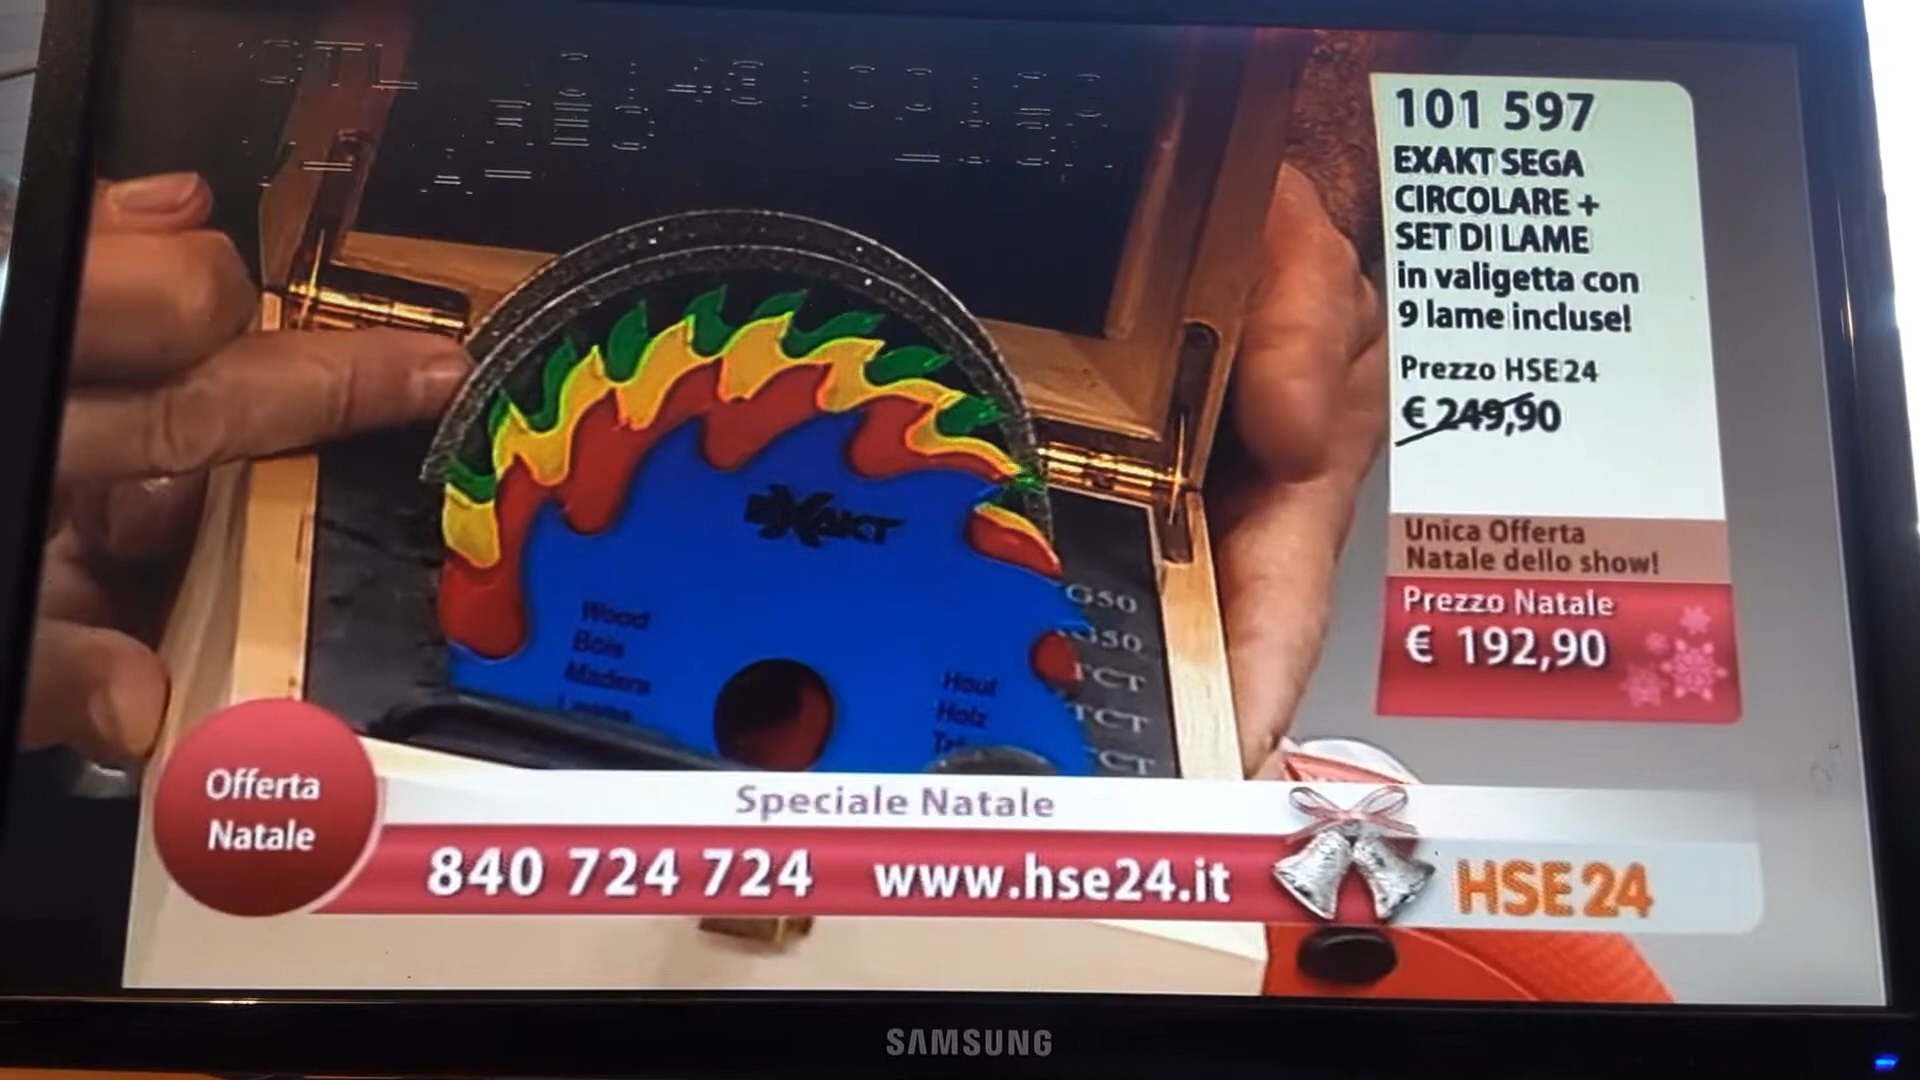 101 597
EXAKT SEGA
CIRCOLARE +
SET DI LAME
in valigetta con
9 lame incluse!
Prezzo HSE24
€ 249,90
Unica Offerta
Natale dello show!
Prezzo Natale
€ 192,90
EXAKT
Wood
Bois
Madera
Hout
Holz
G50
G50
TCT
TCT
TCT
Offerta
Natale
Speciale Natale
840 724 724 www.hse24.it
HSE24
SAMSUNG